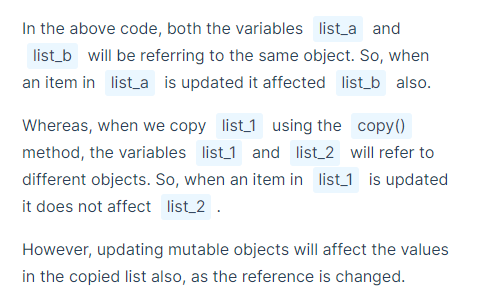 In the above code, both the variables list_a and
list_b will be referring to the same object. So, when
an item in list_a is updated it affected list_b also.
Whereas, when we copy list_1 using the copy()
method, the variables list_1 and list_2 will refer to
different objects. So, when an item in list_1 is updated
it does not affect list_2 .
However, updating mutable objects will affect the values
in the copied list also, as the reference is changed.